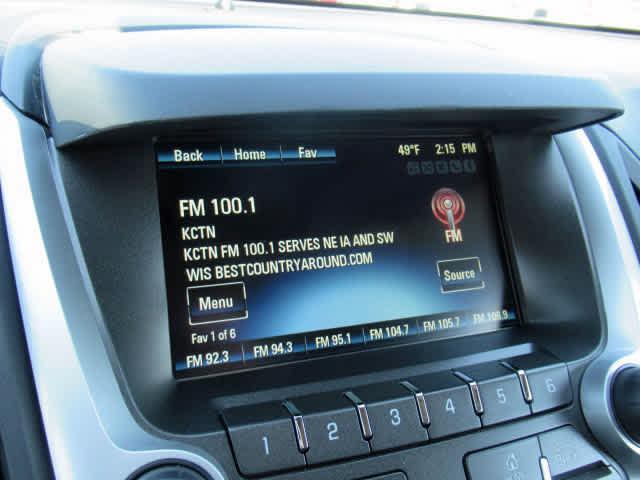 Back Home Fav 49°F 2:15 PM
FM 100.1
KCTN
KCTN FM 100.1 SERVES NE IA AND SW
WIS BESTCOUNTRYAROUND.COM
FM
Menu
Source
Fav 1 of 6
FM 92.3 FM 94.3 FM 95.1 FM 104.7 FM 105.7 FM 106.9
1 2 3 4 5 6